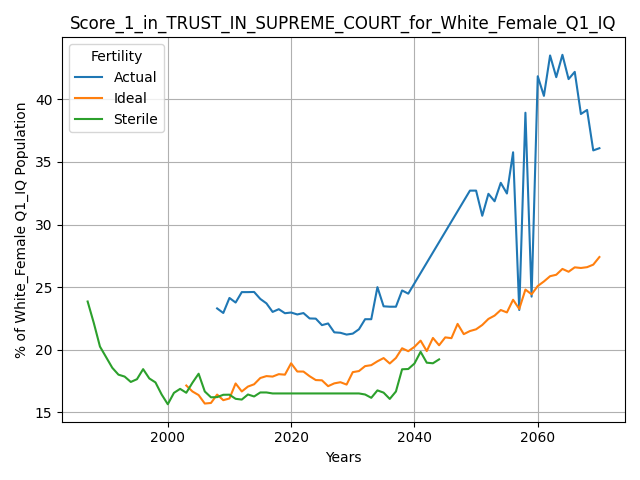 Score_1_in_TRUST_IN_SUPREME_COURT_for_White_Female_Q1_IQ
Fertility
Actual
Ideal
Sterile
% of White_Female Q1_IQ Population
40
35
30
25
20
15
2000
2020
2040
2060
Years